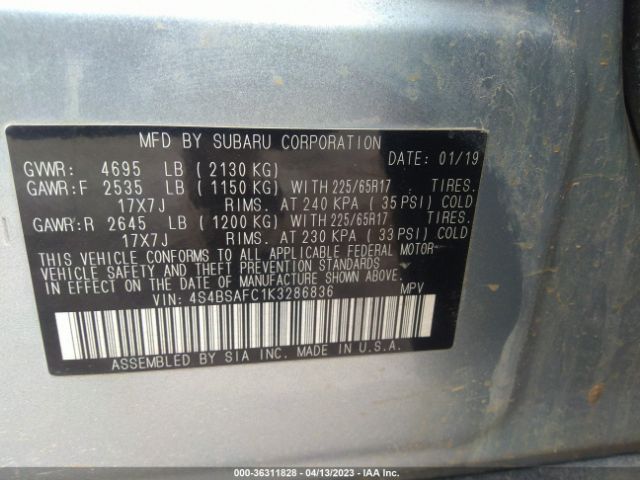 MFD BY SUBARU CORPORATION
GVWR: 4695 LB ( 2130 KG) DATE: 01/19
GAWR:F 2535 LB ( 1150 KG) WITH 225/65R17 TIRES.
17X7J RIMS. AT 240 KPA ( 35 PSI) COLD
GAWR:R 2645 LB ( 1200 KG) WITH 225/65R17 TIRES.
17X7J RIMS. AT 230 KPA ( 33 PSI) COLD
THIS VEHICLE CONFORMS TO ALL APPLICABLE FEDERAL MOTOR
VEHICLE SAFETY AND THEFT PREVENTION STANDARDS
IN EFFECT ON THE DATE OF MANUFACTURE SHOWN ABOVE.
VIN: 4S4BSAFC1K3286836 MPV
ASSEMBLED BY SIA INC. MADE IN U.S.A.
000-36311828 - 04/13/2023 - IAA Inc.